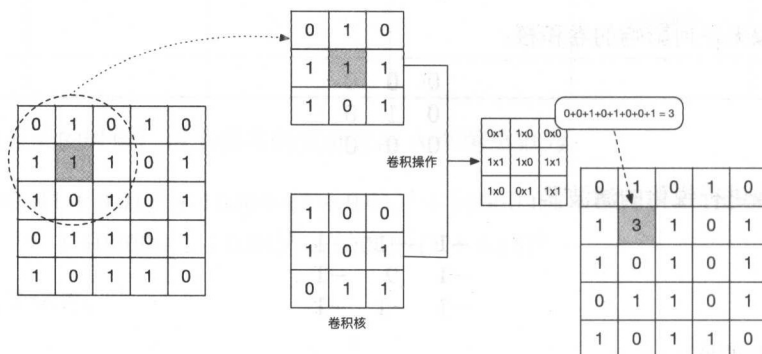 0 1 0 1 0
1 1 1 0 1
1 0 1 0 1
0 1 1 0 1
1 0 1 1 0
0 1 0
1 1 1
1 0 1
1 0 0
1 0 1
0 1 1
卷积核
卷积操作
0x1 1x0 0x0
1x1 1x0 1x1
1x0 0x1 1x1
0+0+1+0+1+0+0+1 = 3
0 1 0 1 0
1 3 1 0 1
1 0 1 0 1
0 1 1 0 1
1 0 1 1 0